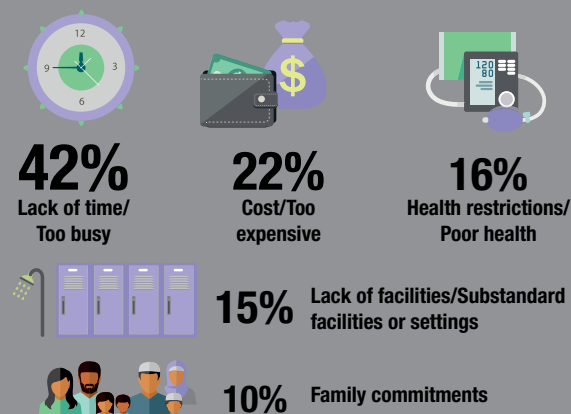 12
9
3
6
$
120
80
42%
Lack of time/
Too busy
22%
Cost/Too
expensive
16%
Health restrictions/
Poor health
15%
Lack of facilities/Substandard
facilities or settings
10%
Family commitments